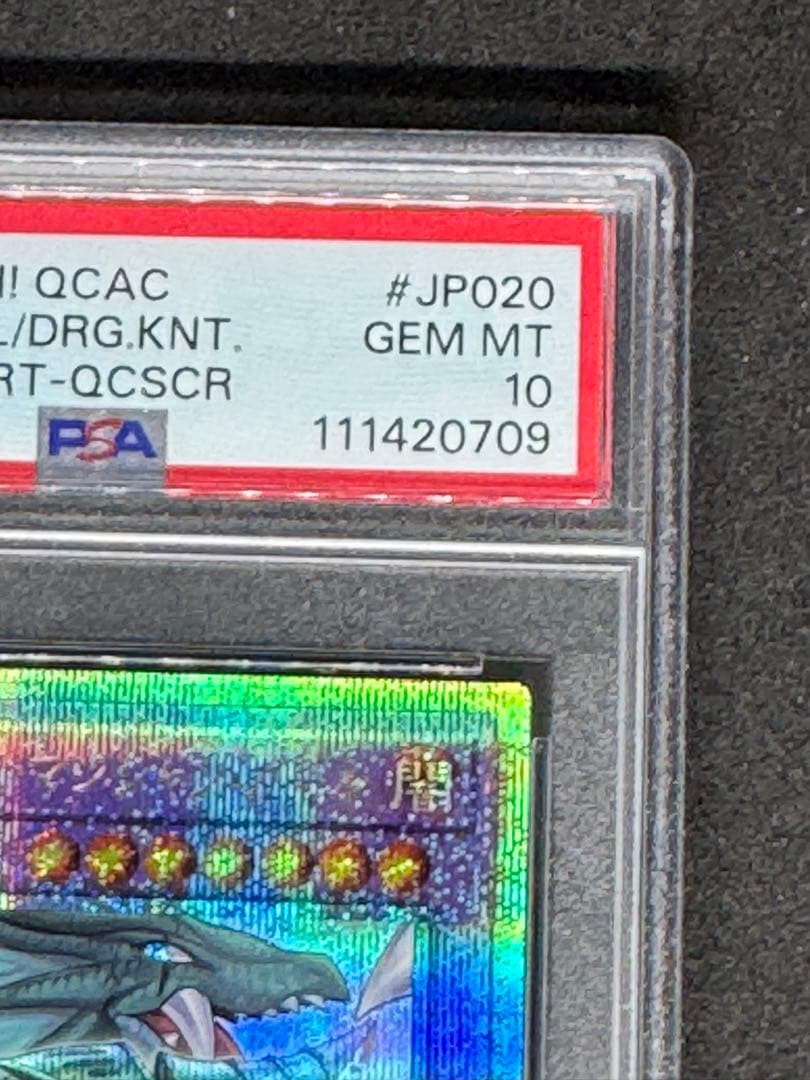 ! QCAC
#JP020
L/DRG.KNT.
GEM MT
RT-QCSCR
10
PSA
111420709
闇